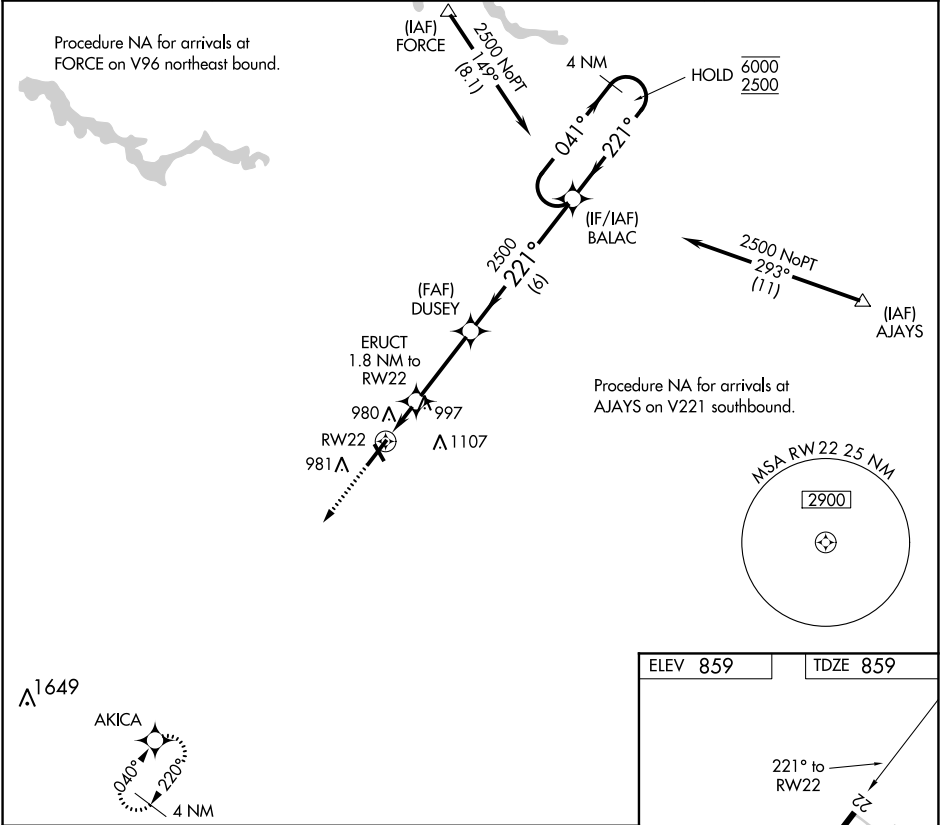 Procedure NA for arrivals at
FORCE on V96 northeast bound.
(IAF)
FORCE
2500 NoPT
149°
(8.1)
4 NM
HOLD
6000
2500
041°
221°
(IF/IAF)
BALAC
2500
221°
(6)
2500 NoPT
293°
(11)
(IAF)
AJAYS
(FAF)
DUSEY
ERUCT
1.8 NM to
RW22
Procedure NA for arrivals at
AJAYS on V221 southbound.
980
997
RW22
1107
981
MSA RW 22 25 NM
2900
ELEV 859
TDZE 859
1649
AKICA
040°
220°
4 NM
221° to
RW22
22